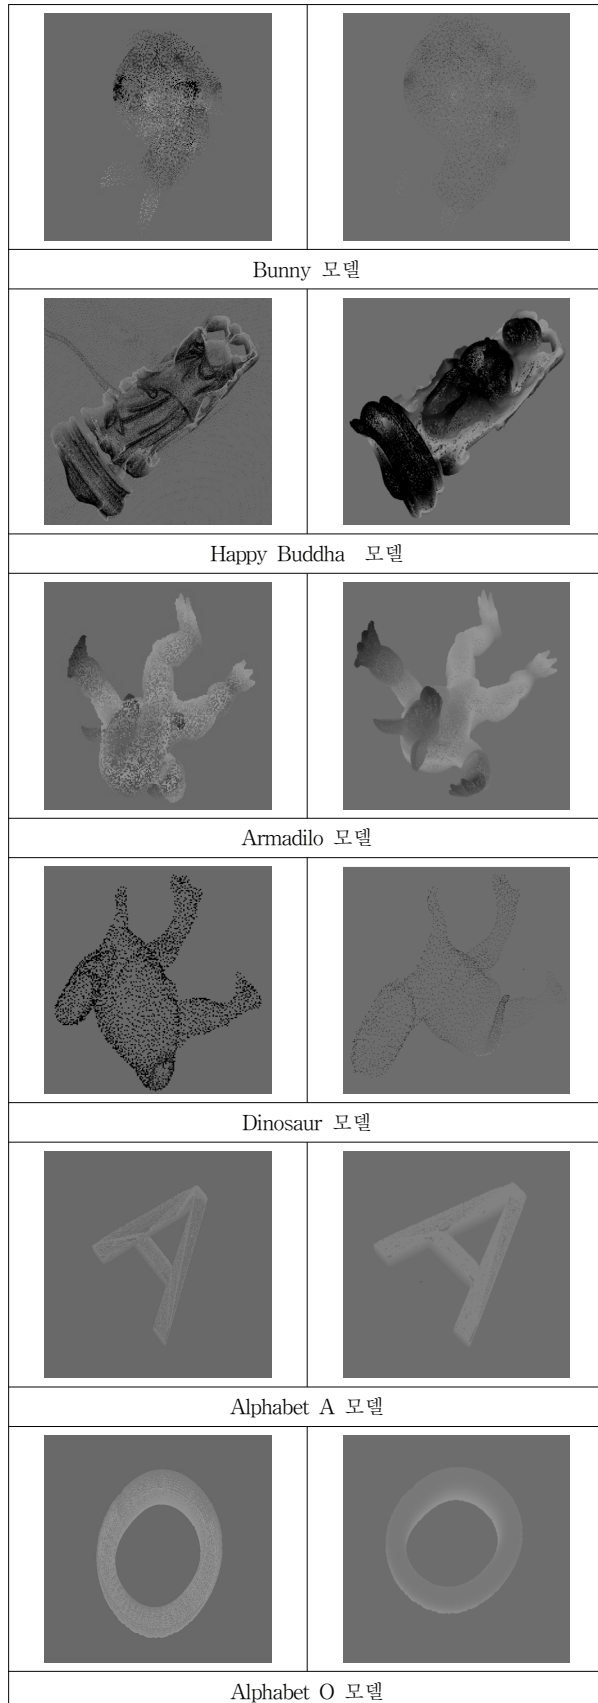 Bunny 모델
Happy Buddha 모델
Armadilo 모델
Dinosaur 모델
Alphabet A 모델
Alphabet O 모델